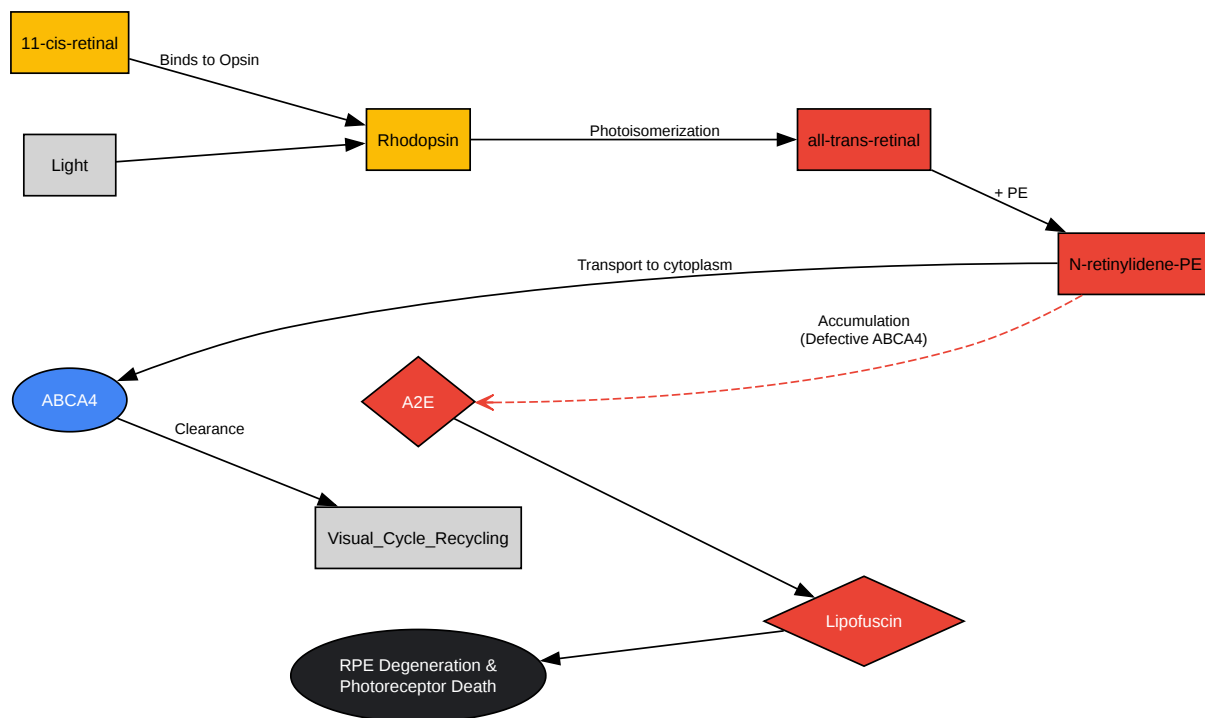 11-cis-retinal
Binds to Opsin
Light
Rhodopsin
Photoisomerization
all-trans-retinal
+ PE
N-retinylidene-PE
Transport to cytoplasm
Accumulation
(Defective ABCA4)
ABCA4
A2E
Clearance
Visual_Cycle_Recycling
Lipofuscin
RPE Degeneration &
Photoreceptor Death